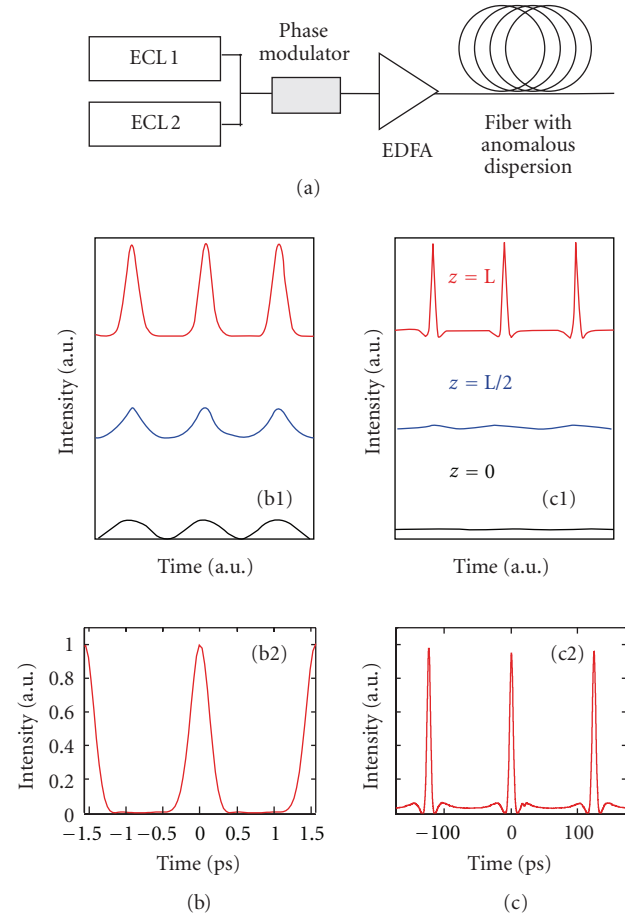 ECL 1
ECL 2
Phase
modulator
EDFA
Fiber with
anomalous
dispersion
(a)
Intensity (a.u.)
(b1)
Time (a.u.)
Intensity (a.u.)
z = L
z = L/2
z = 0
(c1)
Time (a.u.)
Intensity (a.u.)
1
0.8
0.6
0.4
0.2
0
(b2)
−1.5 −1 −0.5 0 0.5 1 1.5
Time (ps)
(b)
Intensity (a.u.)
(c2)
−100 0 100
Time (ps)
(c)